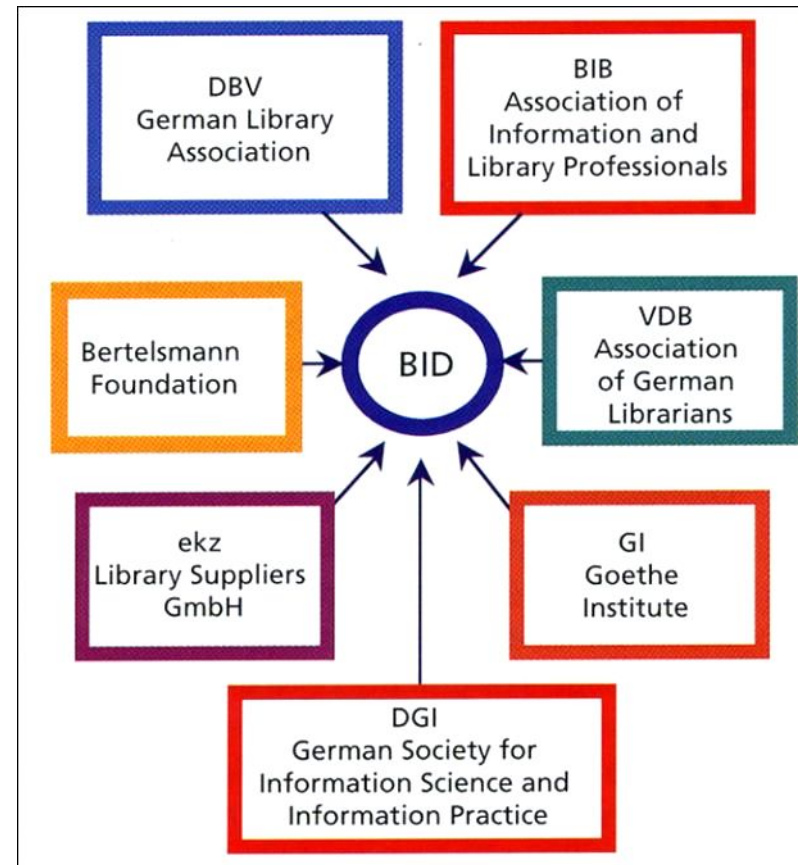 DBV
German Library
Association
BIB
Association of
Information and
Library Professionals
Bertelsmann
Foundation
BID
VDB
Association
of German
Librarians
ekz
Library Suppliers
GmbH
GI
Goethe
Institute
DGI
German Society for
Information Science and
Information Practice